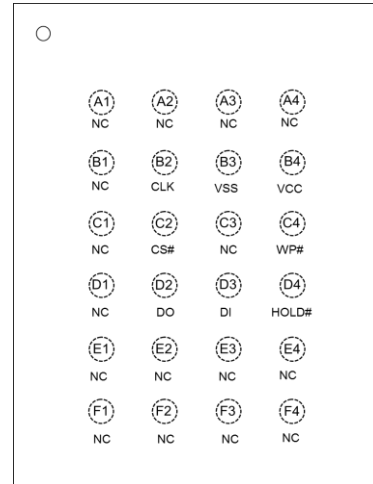 A1 A2 A3 A4
NC NC NC NC
B1 B2 B3 B4
NC CLK VSS VCC
C1 C2 C3 C4
NC CS# NC WP#
D1 D2 D3 D4
NC DO DI HOLD#
E1 E2 E3 E4
NC NC NC NC
F1 F2 F3 F4
NC NC NC NC